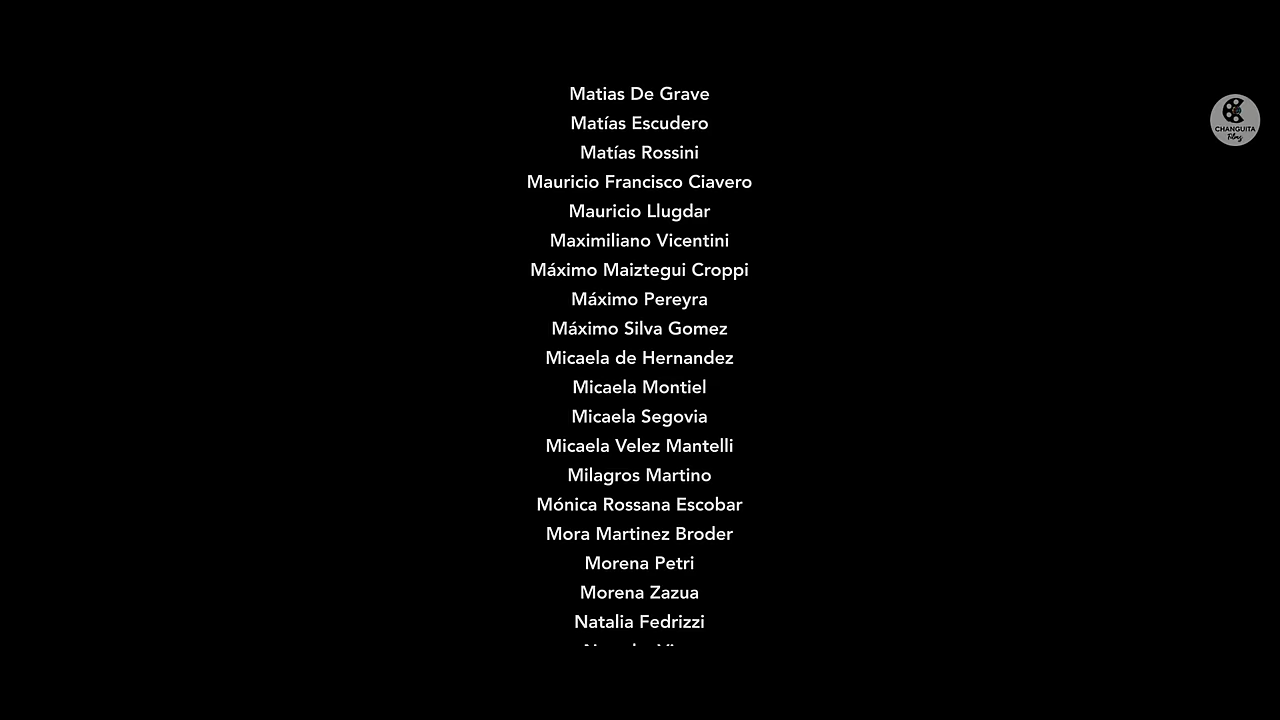 Matias De Grave
Matías Escudero
Matías Rossini
Mauricio Francisco Ciavero
Mauricio Llugdar
Maximiliano Vicentini
Máximo Maiztegui Croppi
Máximo Pereyra
Máximo Silva Gomez
Micaela de Hernandez
Micaela Montiel
Micaela Segovia
Micaela Velez Mantelli
Milagros Martino
Mónica Rossana Escobar
Mora Martinez Broder
Morena Petri
Morena Zazua
Natalia Fedrizzi
CHANGUITA
Films